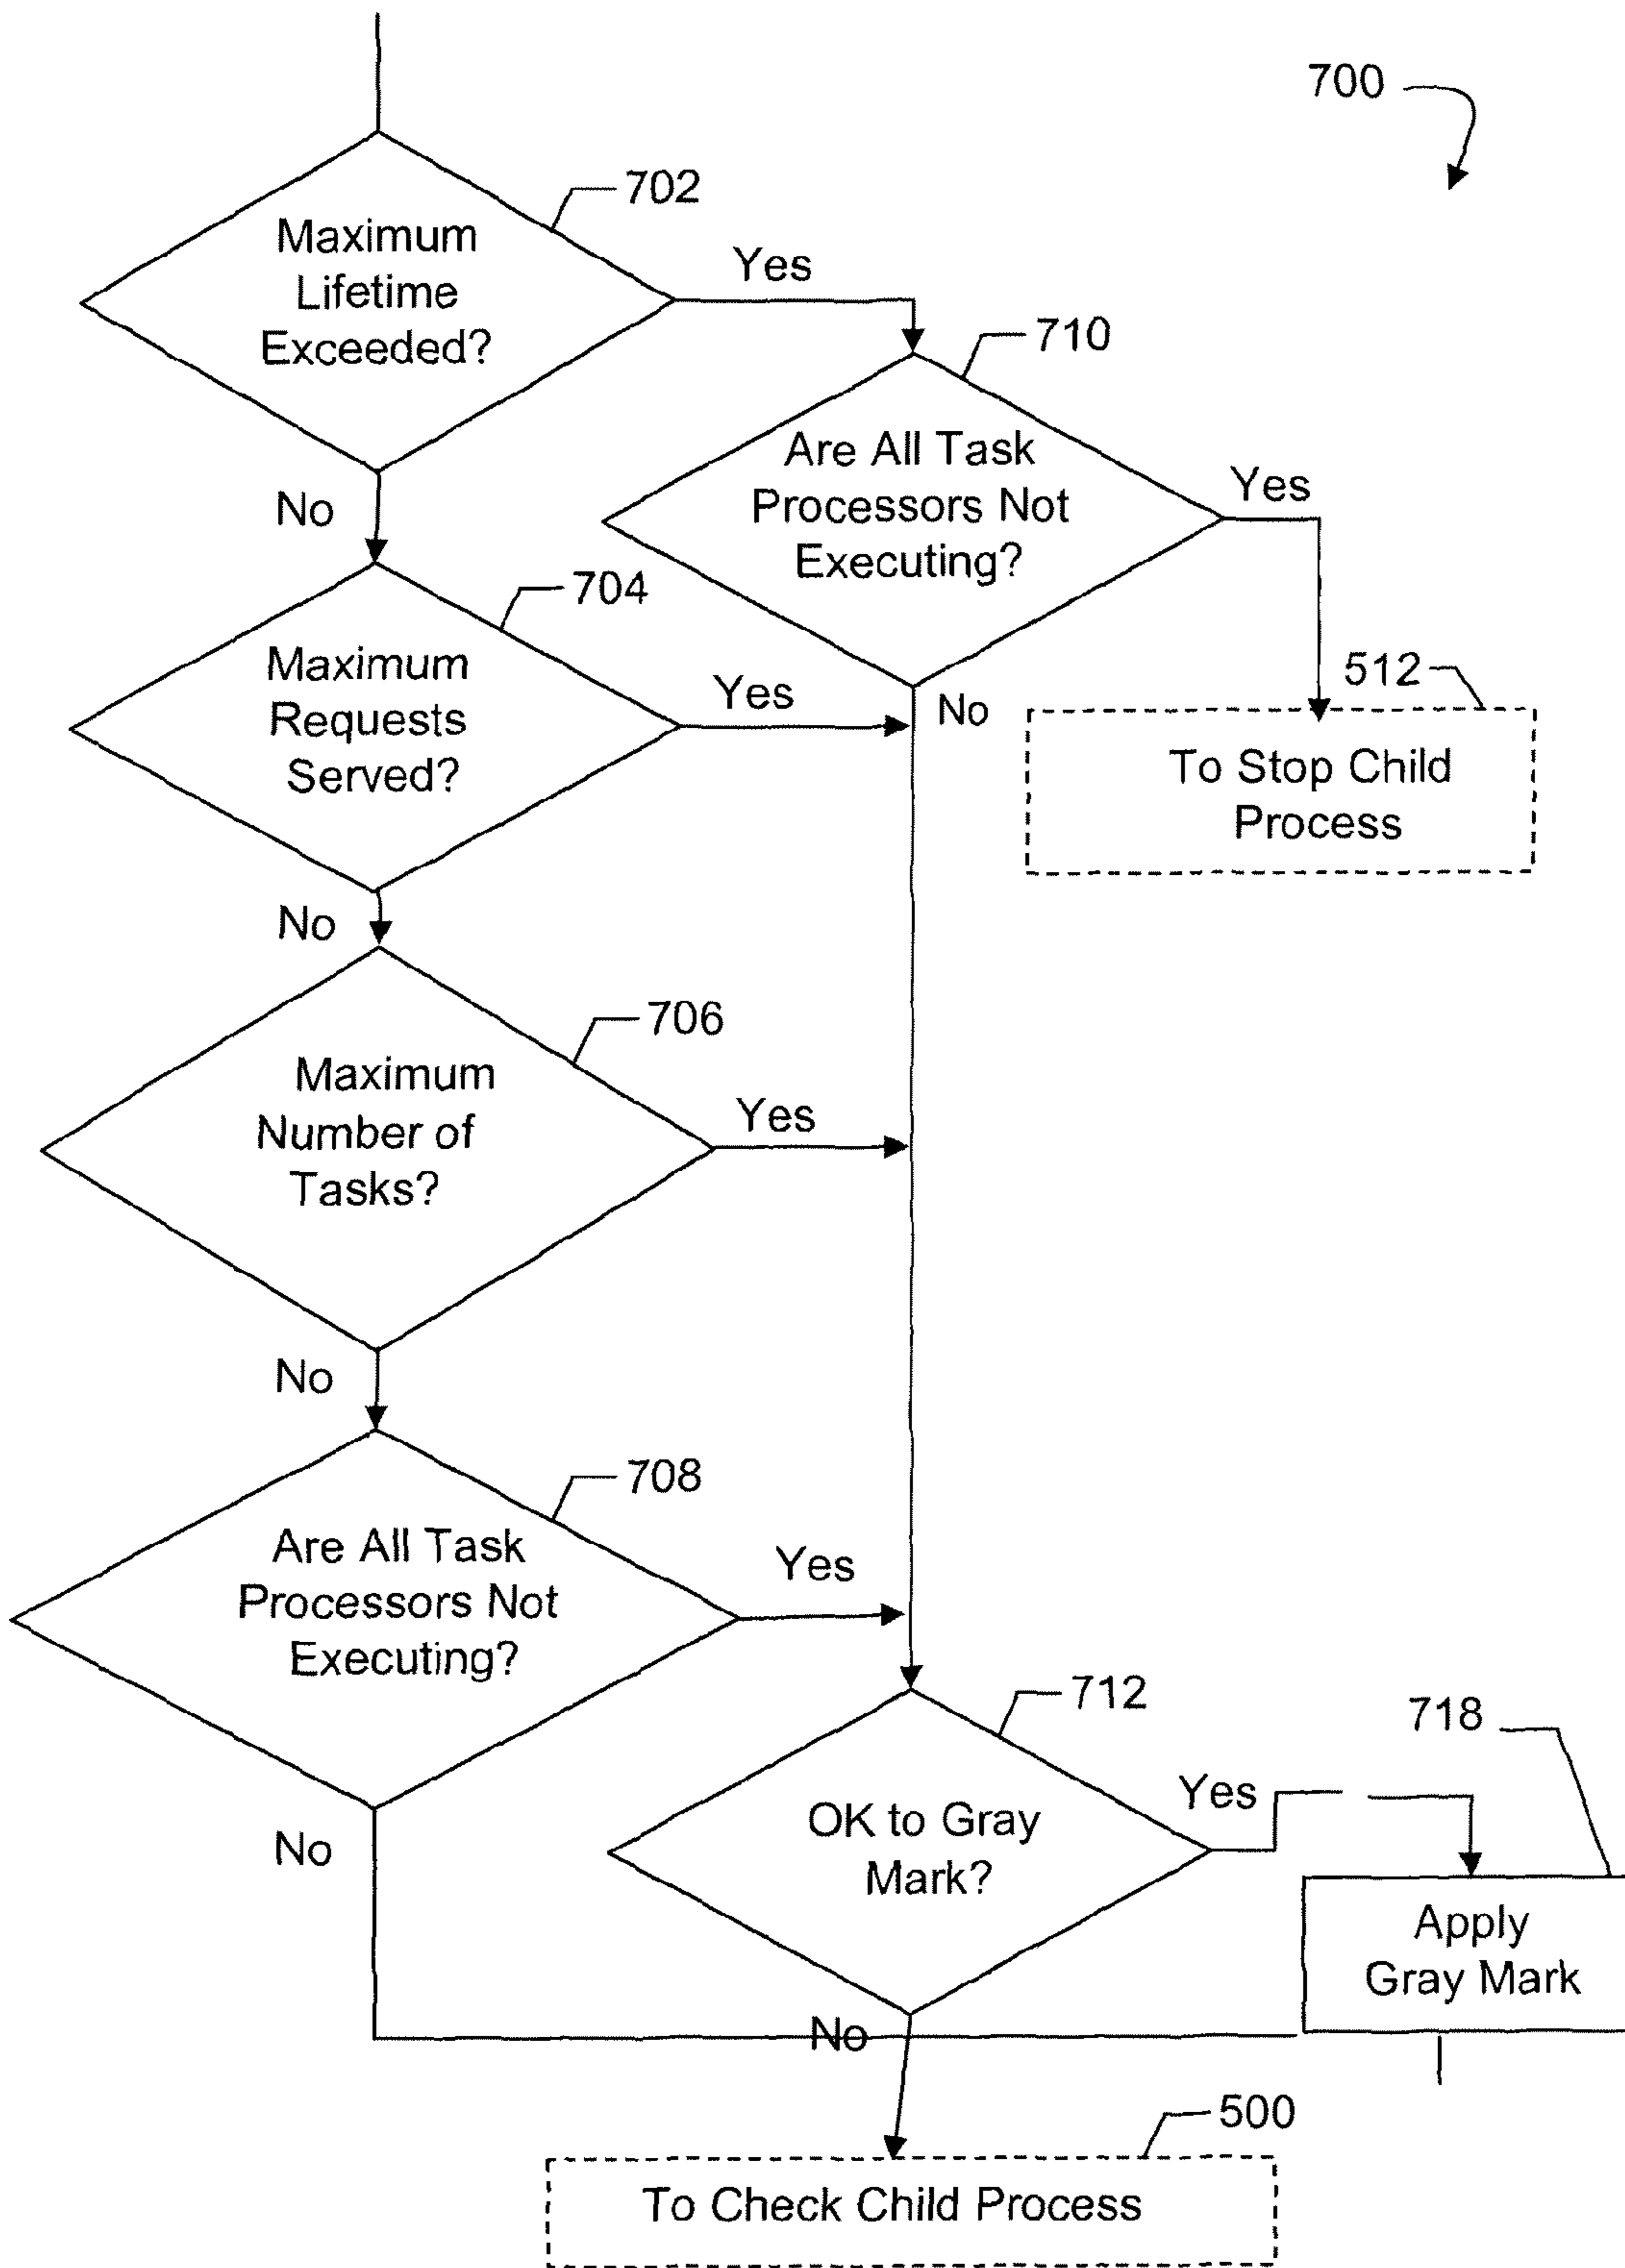 700
702
Maximum
Lifetime
Exceeded?
Yes
No
710
Are All Task
Processors Not
Executing?
Yes
No
512
To Stop Child
Process
704
Maximum
Requests
Served?
Yes
No
706
Maximum
Number of
Tasks?
Yes
No
708
Are All Task
Processors Not
Executing?
Yes
No
712
OK to Gray
Mark?
Yes
No
718
Apply
Gray Mark
500
To Check Child Process